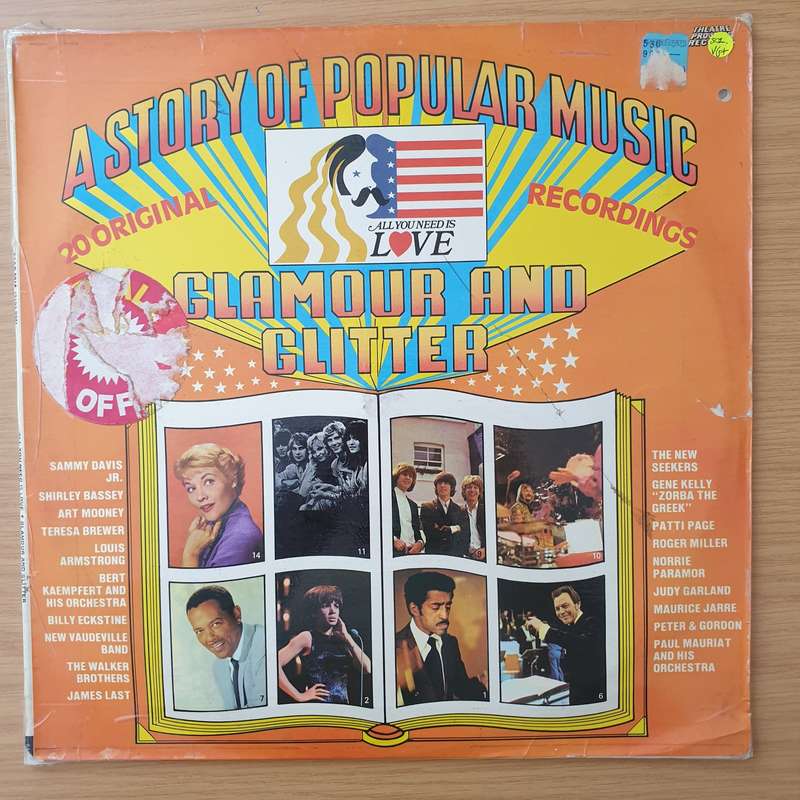 A STORY OF POPULAR MUSIC
20 ORIGINAL
RECORDINGS
ALL YOU NEED IS
LOVE
GLAMOUR AND
GLITTER
OFF
SAMMY DAVIS
JR.
SHIRLEY BASSEY
ART MOONEY
TERESA BREWER
LOUIS
ARMSTRONG
BERT
KAEMPFERT AND
HIS ORCHESTRA
BILLY ECKSTINE
NEW VAUDEVILLE
BAND
THE WALKER
BROTHERS
JAMES LAST
14
11
9
10
7
2
1
6
THE NEW
SEEKERS
GENE KELLY
"ZORBA THE
GREEK"
PATTI PAGE
ROGER MILLER
NORRIE
PARAMOR
JUDY GARLAND
MAURICE JARRE
PETER & GORDON
PAUL MAURIAT
AND HIS
ORCHESTRA